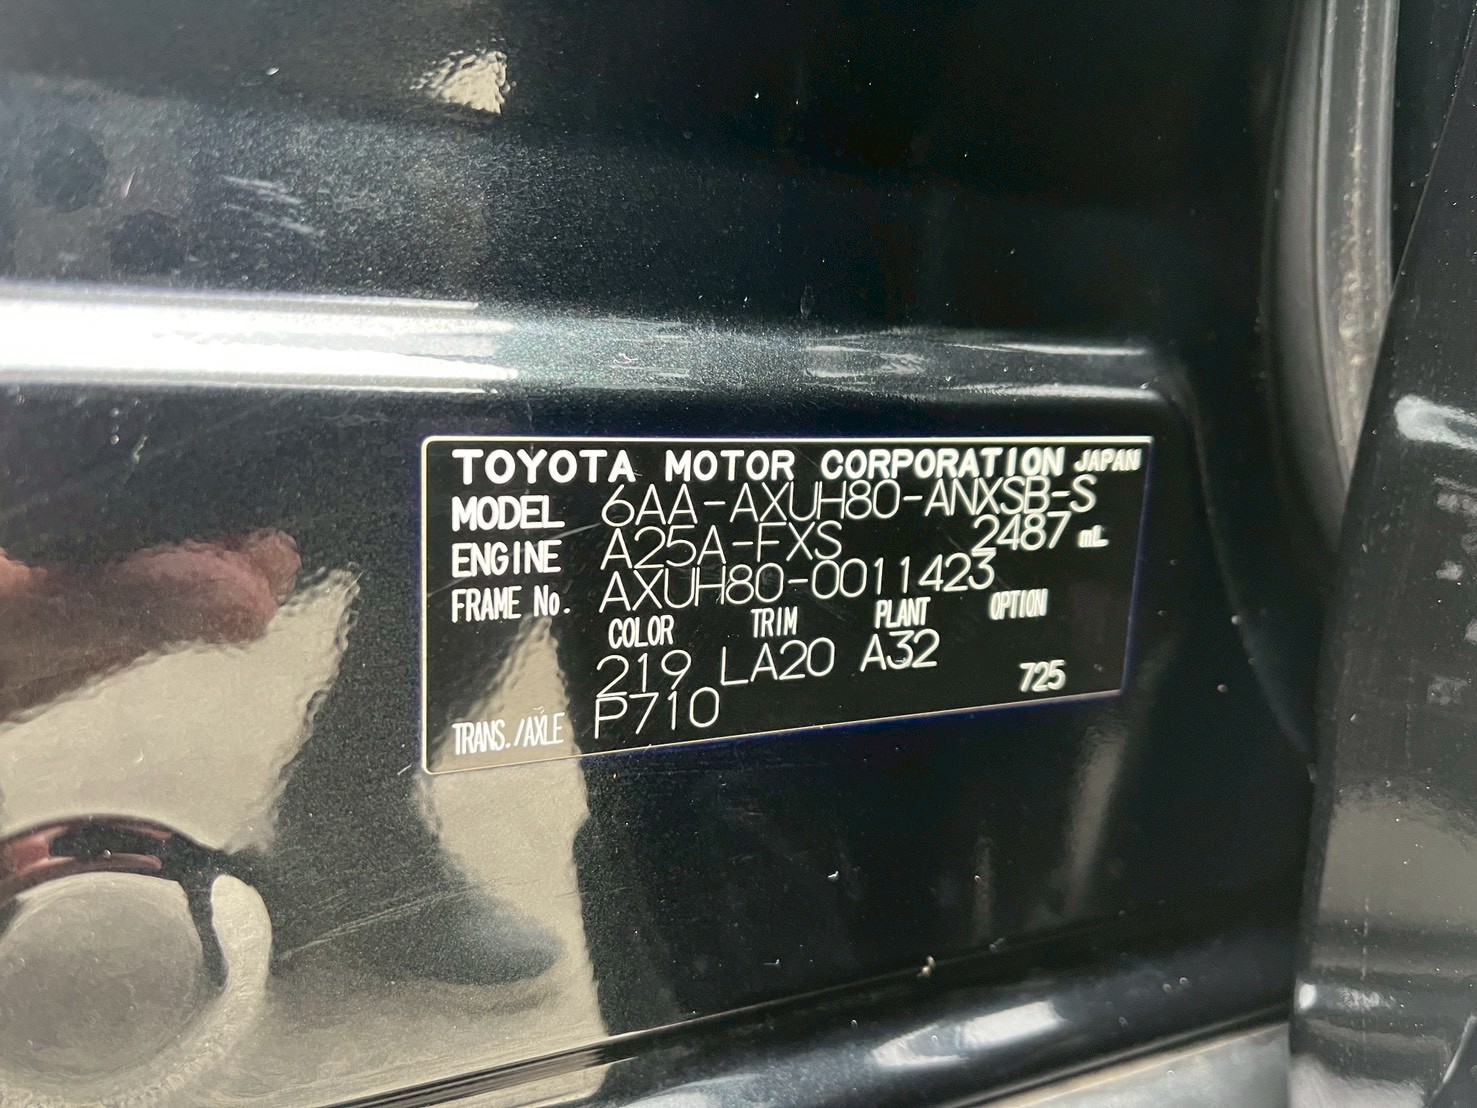 TOYOTA MOTOR CORPORATION JAPAN
MODEL 6AA-AXUH80-ANXSB-S
ENGINE A25A-FXS 2487 mL
FRAME No. AXUH80-0011423
COLOR TRIM PLANT OPTION
219 LA20 A32
TRANS./AXLE P710 725